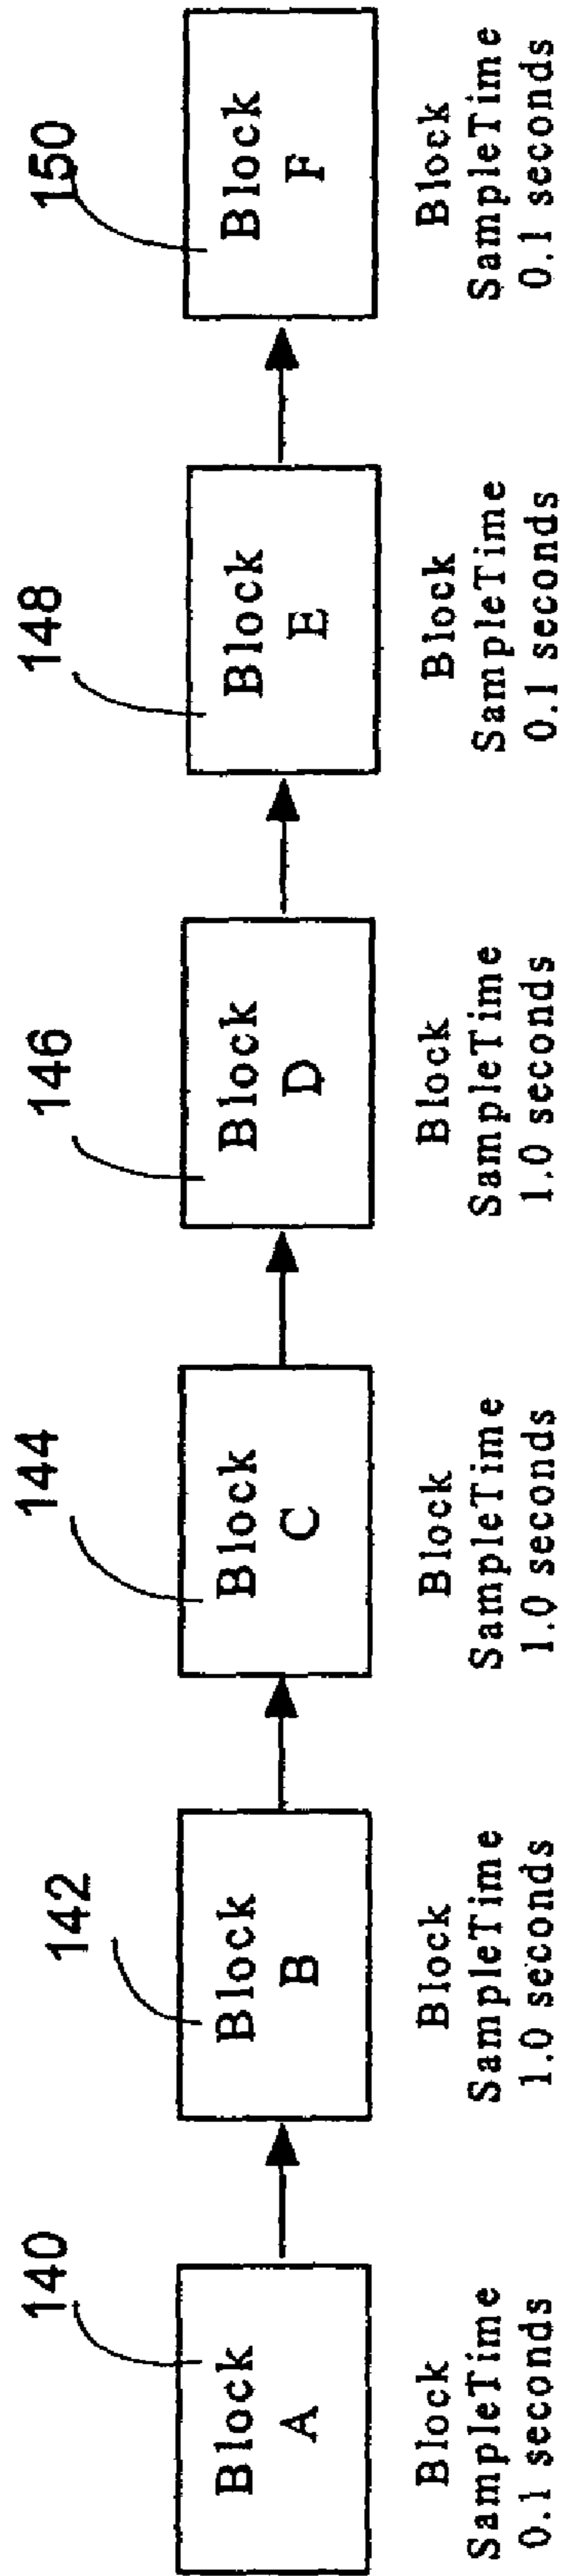 140
Block
A
Block
SampleTime
0.1 seconds
142
Block
B
Block
SampleTime
1.0 seconds
144
Block
C
Block
SampleTime
1.0 seconds
146
Block
D
Block
SampleTime
1.0 seconds
148
Block
E
Block
SampleTime
0.1 seconds
150
Block
F
Block
SampleTime
0.1 seconds